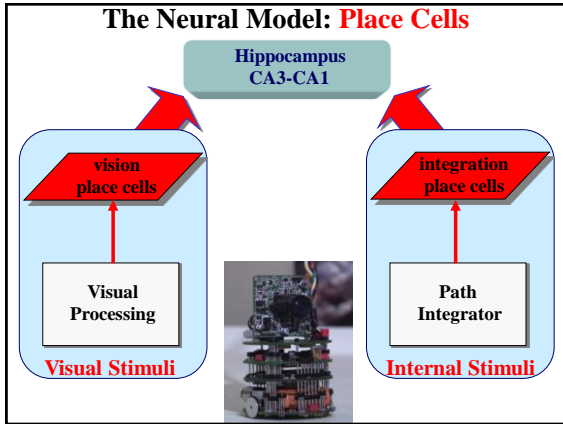 The Neural Model: Place Cells
Hippocampus
CA3-CA1
vision
place cells
Visual
Processing
Visual Stimuli
integration
place cells
Path
Integrator
Internal Stimuli